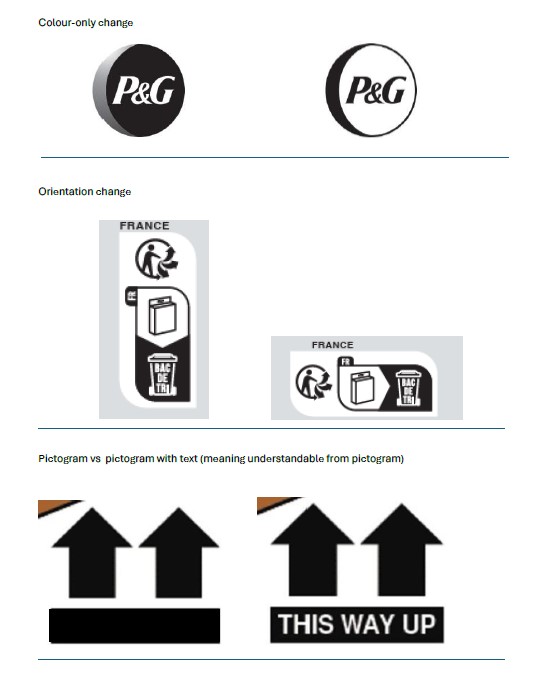 Colour-only change
P&G
P&G
Orientation change
FRANCE
FR
BAC
DE
TRI
FRANCE
FR
BAC
DE
TRI
Pictogram vs pictogram with text (meaning understandable from pictogram)
THIS WAY UP